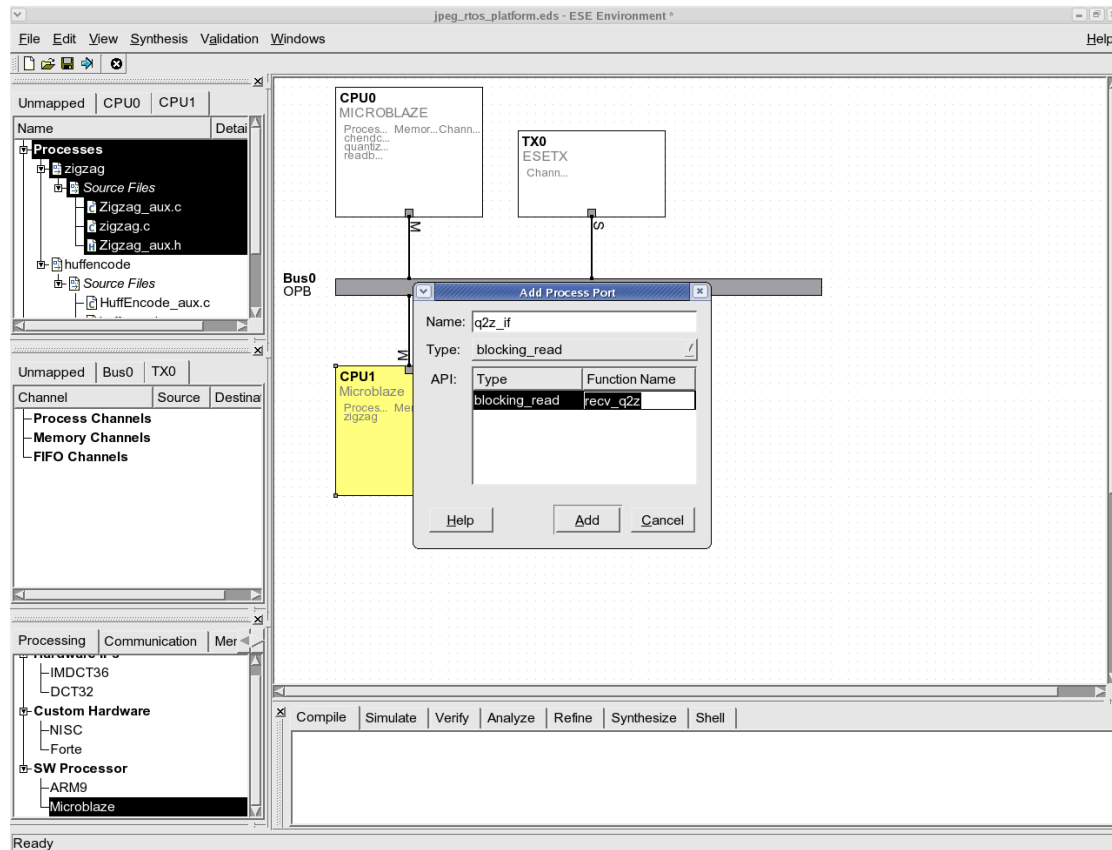 jpeg_rtos_platform.eds - ESE Environment *
File Edit View Synthesis Validation Windows Help
Unmapped CPU0 CPU1
Name Detai
Processes
zigzag
Source Files
Zigzag_aux.c
zigzag.c
Zigzag_aux.h
huffencode
Source Files
HuffEncode_aux.c
Unmapped Bus0 TX0
Channel Source Destina
Process Channels
Memory Channels
FIFO Channels
Processing Communication Mer
Hardware IPs
IMDCT36
DCT32
Custom Hardware
NISC
Forte
SW Processor
ARM9
Microblaze
CPU0
MICROBLAZE
Proces... Memor... Chann...
chendc...
quantiz...
readb...
M
TX0
ESETX
Chann...
S
Bus0
OPB
M
CPU1
Microblaze
Proces... Me
zigzag
Add Process Port
Name: q2z_if
Type: blocking_read
API: Type Function Name
blocking_read recv_q2z
Help Add Cancel
Compile Simulate Verify Analyze Refine Synthesize Shell
Ready